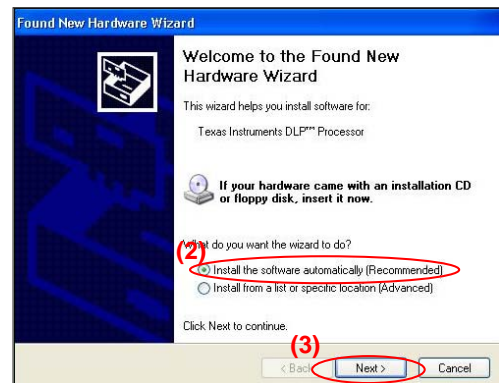 Found New Hardware Wizard
Welcome to the Found New
Hardware Wizard
This wizard helps you install software for:
Texas Instruments DLP™ Processor
If your hardware came with an installation CD
or floppy disk, insert it now.
What do you want the wizard to do?
(2)
Install the software automatically (Recommended)
Install from a list or specific location (Advanced)
Click Next to continue.
(3)
< Back Next > Cancel